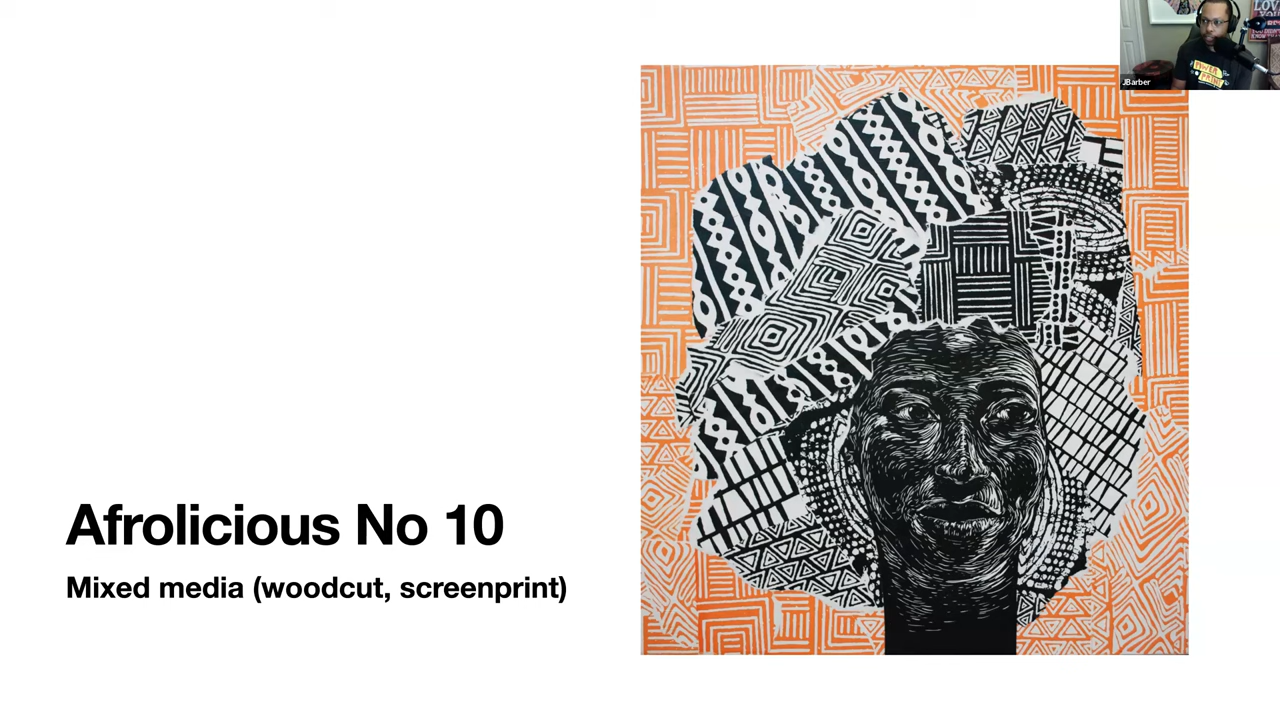 Afrolicious No 10
Mixed media (woodcut, screenprint)
JBarber